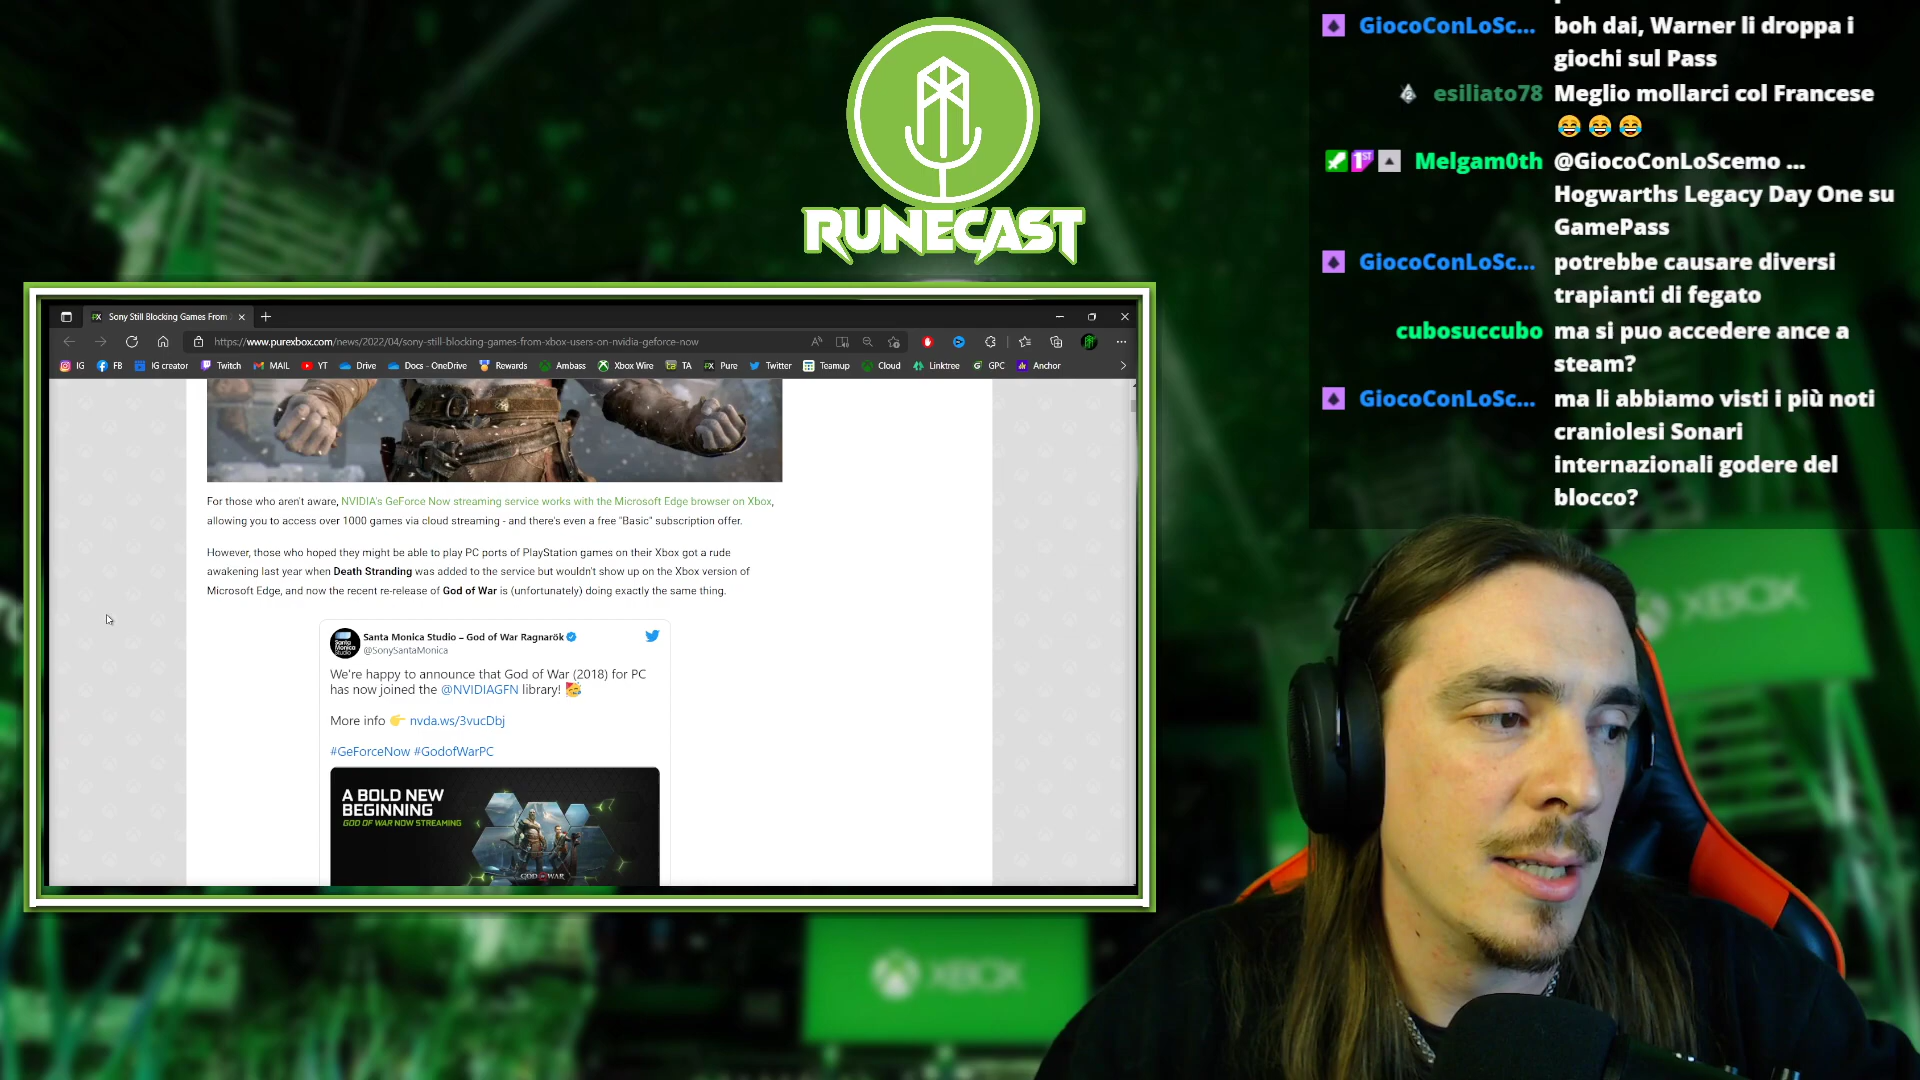 RUNECAST
GiocoConLoSc... boh dai, Warner li droppa i
giochi sul Pass
esiliato78 Meglio mollarci col Francese
😂 😂 😂
1ST Melgam0th @GiocoConLoScemo ...
Hogwarths Legacy Day One su
GamePass
GiocoConLoSc... potrebbe causare diversi
trapianti di fegato
cubosuccubo ma si puo accedere ance a
steam?
GiocoConLoSc... ma li abbiamo visti i più noti
craniolesi Sonari
internazionali godere del
blocco?
Sony Still Blocking Games From
https://www.purexbox.com/news/2022/04/sony-still-blocking-games-from-xbox-users-on-nvidia-geforce-now
IG FB IG creator Twitch MAIL YT Drive Docs - OneDrive Rewards Ambass Xbox Wire TA Pure Twitter Teamup Cloud Linktree GPC Anchor
For those who aren't aware, NVIDIA's GeForce Now streaming service works with the Microsoft Edge browser on Xbox,
allowing you to access over 1000 games via cloud streaming - and there's even a free "Basic" subscription offer.
However, those who hoped they might be able to play PC ports of PlayStation games on their Xbox got a rude
awakening last year when Death Stranding was added to the service but wouldn't show up on the Xbox version of
Microsoft Edge, and now the recent re-release of God of War is (unfortunately) doing exactly the same thing.
Santa Monica Studio – God of War Ragnarök
@SonySantaMonica
We're happy to announce that God of War (2018) for PC
has now joined the @NVIDIAGFN library! 🥳
More info 👉 nvda.ws/3vucDbj
#GeForceNow #GodofWarPC
A BOLD NEW
BEGINNING
GOD OF WAR NOW STREAMING
GOD OF WAR
XBOX
XBOX